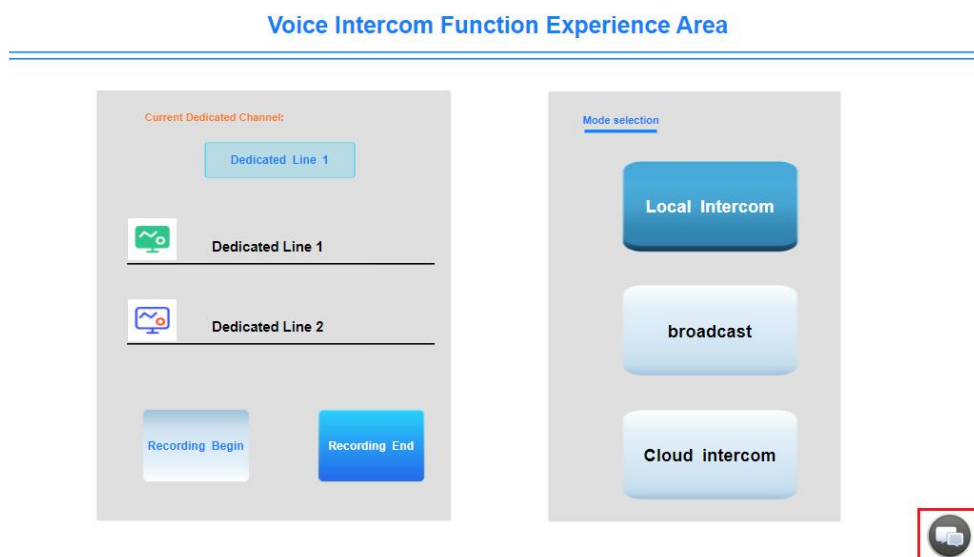 Voice Intercom Function Experience Area
Current Dedicated Channel:
Dedicated Line 1
Dedicated Line 1
Dedicated Line 2
Recording Begin
Recording End
Mode selection
Local Intercom
broadcast
Cloud intercom